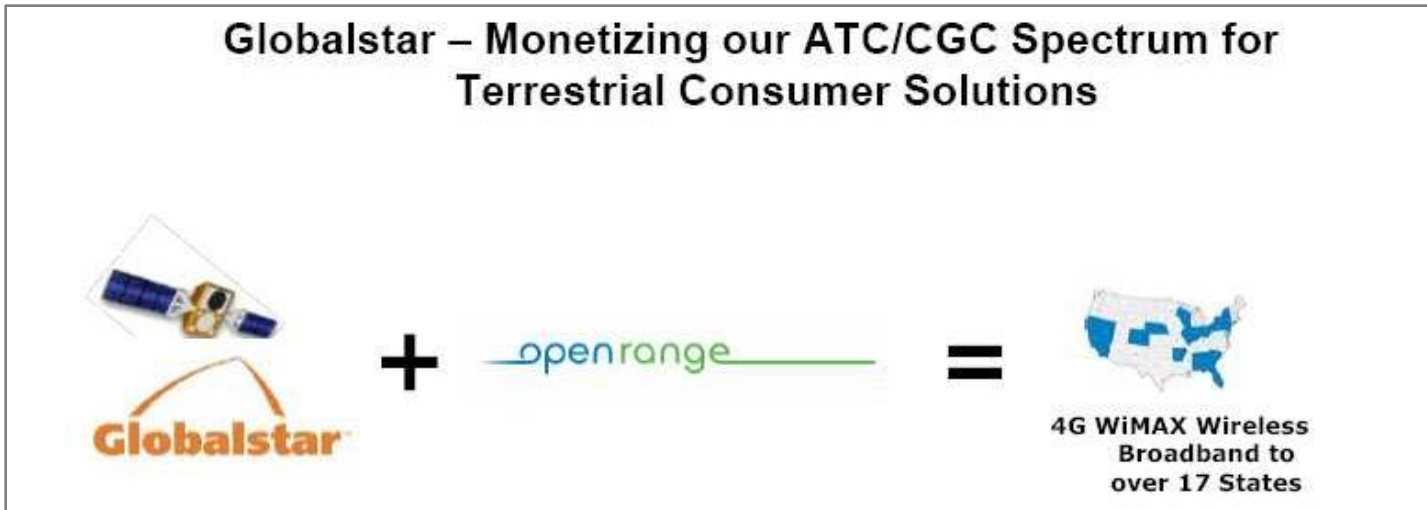 Globalstar – Monetizing our ATC/CGC Spectrum for
Terrestrial Consumer Solutions
+
openrange
=
Globalstar
4G WiMAX Wireless
Broadband to
over 17 States